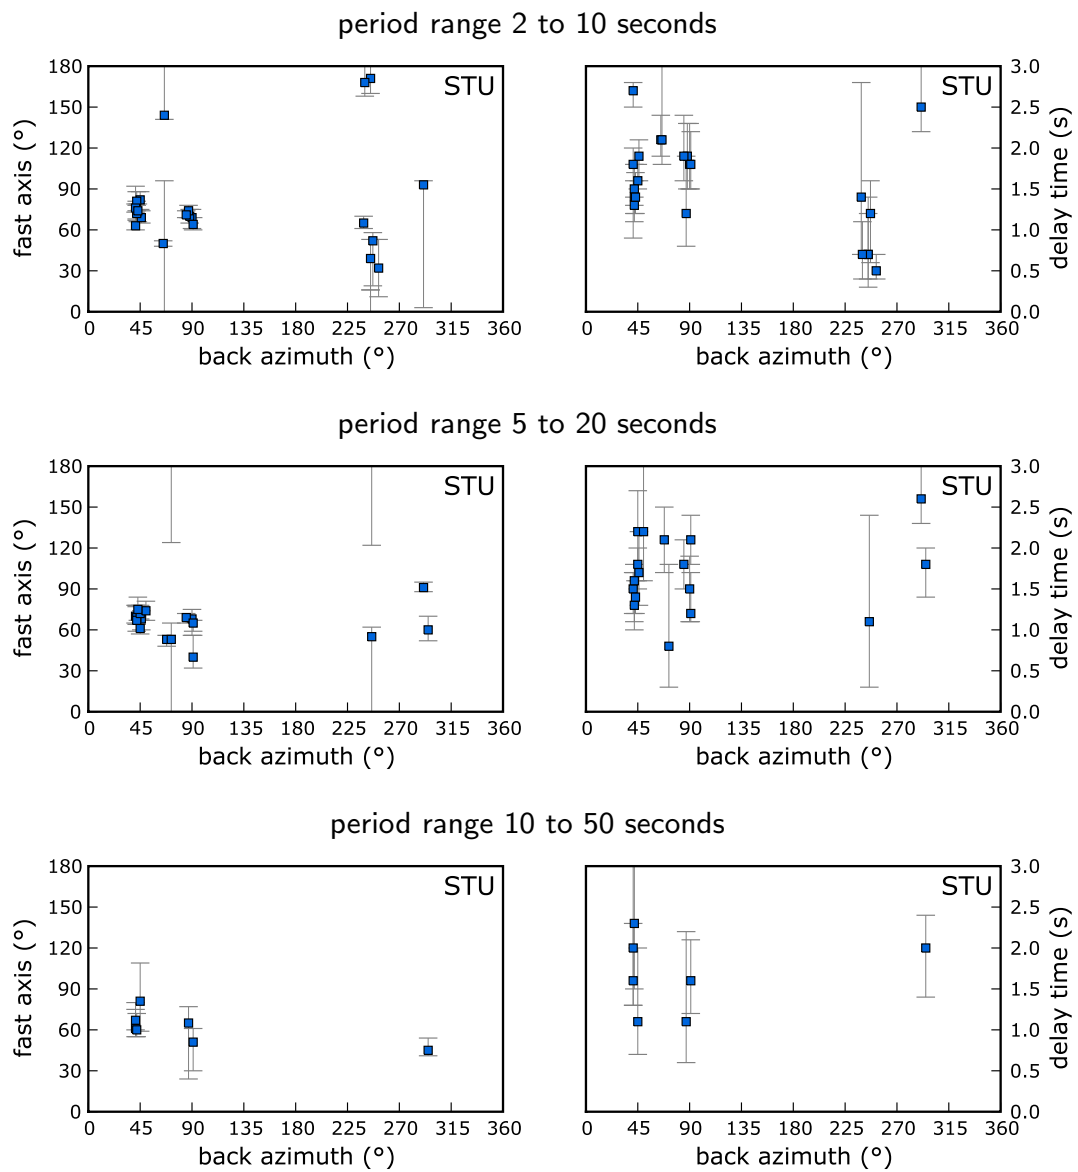 period range 2 to 10 seconds
180 STU STU 3.0
150 2.5
120 2.0
90 1.5
60 1.0
30 0.5
0 0.0
fast axis (°) delay time (s)
0 45 90 135 180 225 270 315 360 0 45 90 135 180 225 270 315 360
back azimuth (°) back azimuth (°)
period range 5 to 20 seconds
180 STU STU 3.0
150 2.5
120 2.0
90 1.5
60 1.0
30 0.5
0 0.0
fast axis (°) delay time (s)
0 45 90 135 180 225 270 315 360 0 45 90 135 180 225 270 315 360
back azimuth (°) back azimuth (°)
period range 10 to 50 seconds
180 STU STU 3.0
150 2.5
120 2.0
90 1.5
60 1.0
30 0.5
0 0.0
fast axis (°) delay time (s)
0 45 90 135 180 225 270 315 360 0 45 90 135 180 225 270 315 360
back azimuth (°) back azimuth (°)